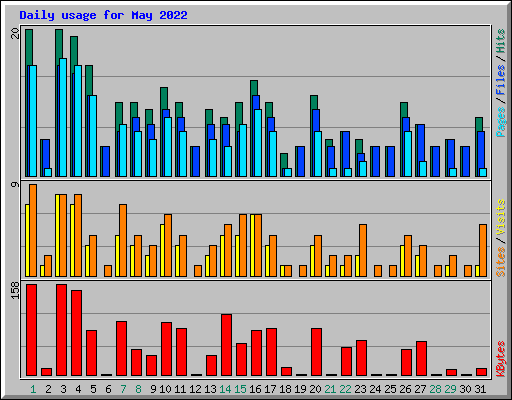 Daily usage for May 2022
20
Pages / Files / Hits
9
Sites / Visits
158
KBytes
1 2 3 4 5 6 7 8 9 10 11 12 13 14 15 16 17 18 19 20 21 22 23 24 25 26 27 28 29 30 31